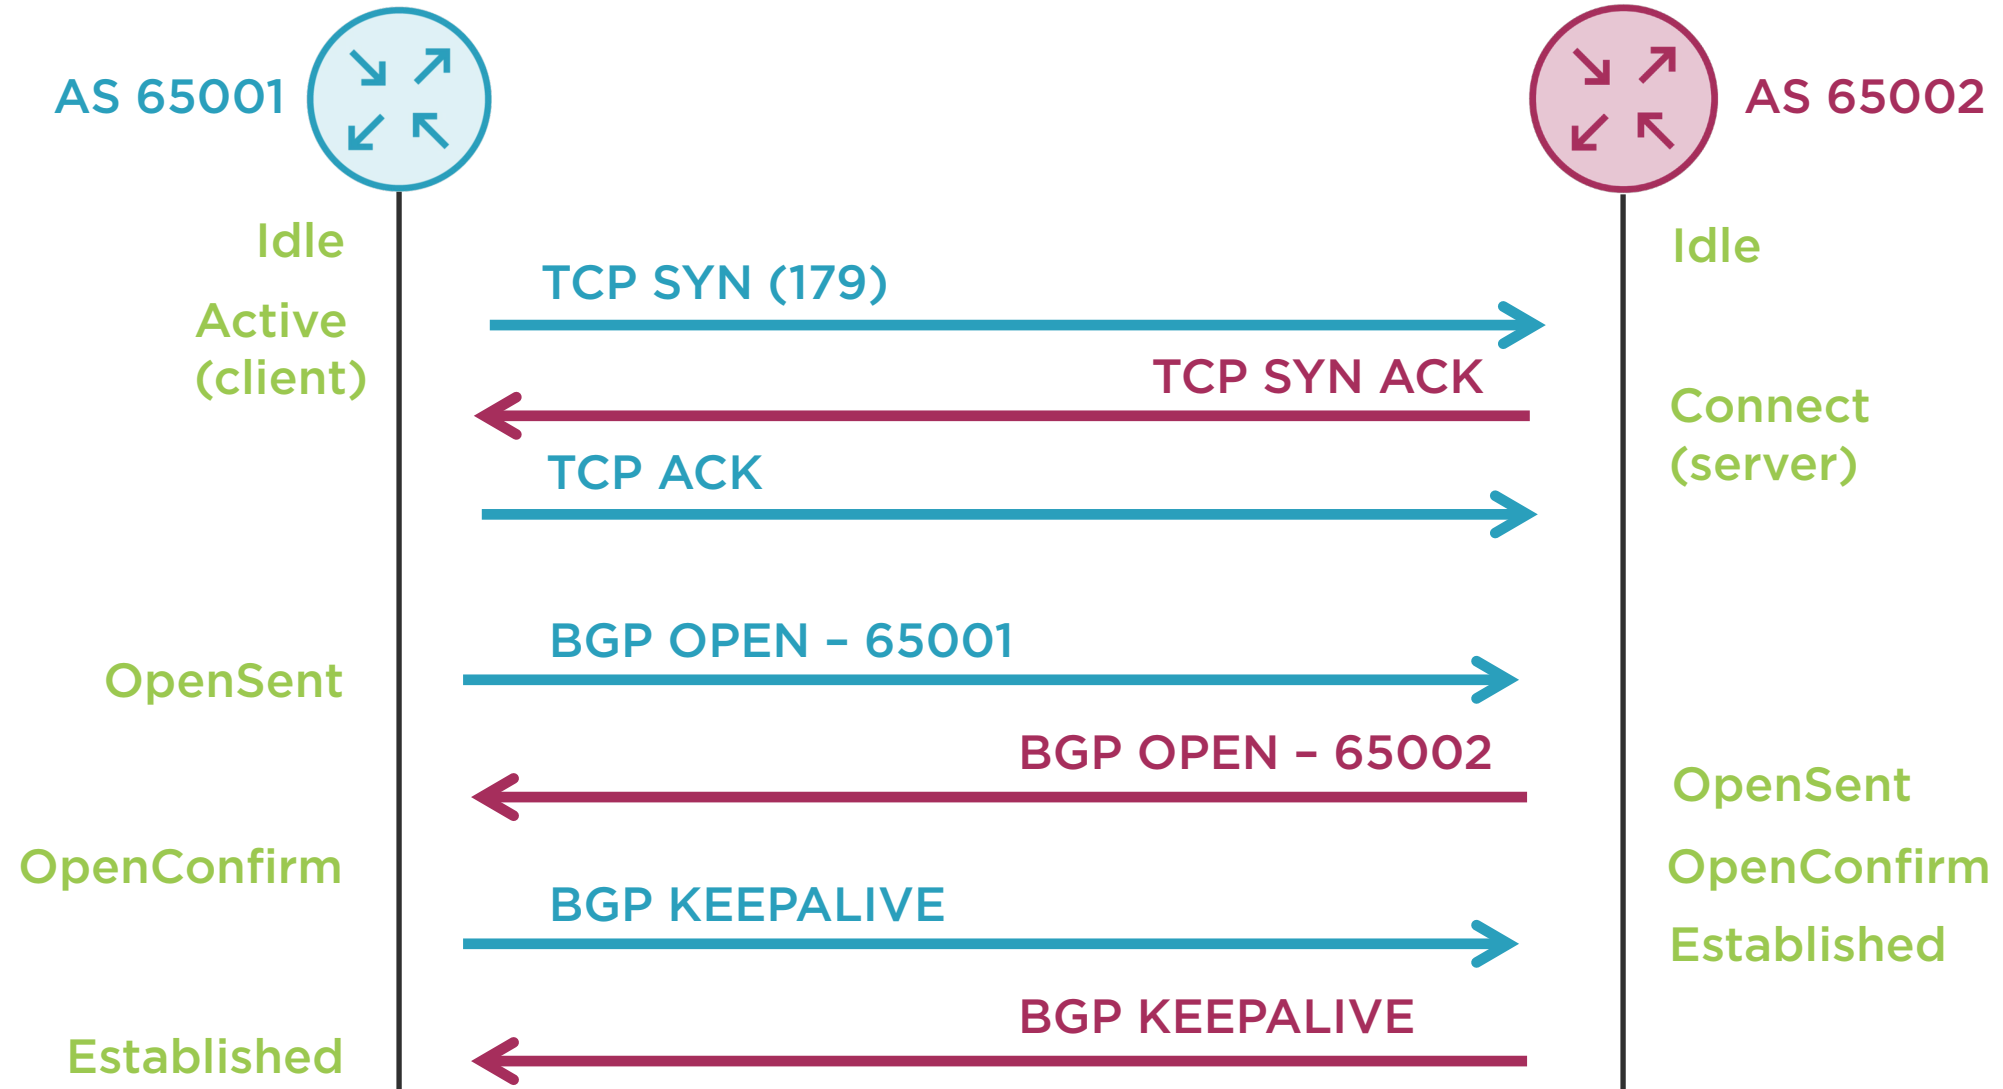 AS 65001
AS 65002
Idle
Idle
TCP SYN (179)
Active
(client)
TCP SYN ACK
Connect
(server)
TCP ACK
BGP OPEN – 65001
OpenSent
BGP OPEN – 65002
OpenSent
OpenConfirm
OpenConfirm
BGP KEEPALIVE
Established
BGP KEEPALIVE
Established